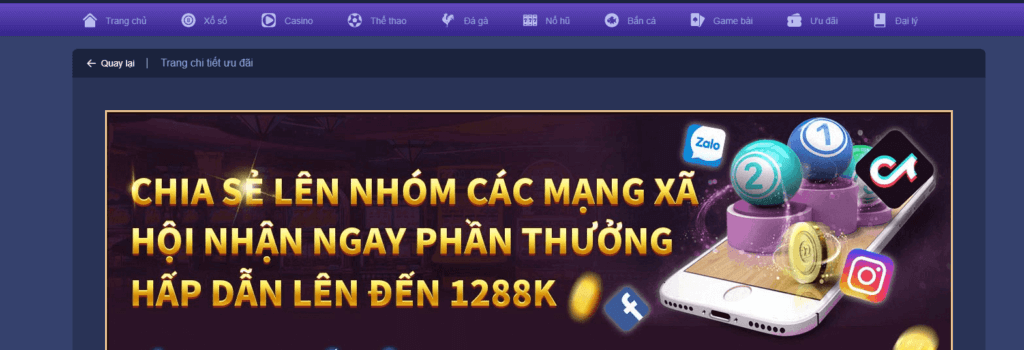 Trang chủ Xổ số Casino Thể thao Đá gà Nổ hũ Bắn cá Game bài Ưu đãi Đại lý
Quay lại | Trang chi tiết ưu đãi
Zalo
1
2
CHIA SẺ LÊN NHÓM CÁC MẠNG XÃ
HỘI NHẬN NGAY PHẦN THƯỞNG
HẤP DẪN LÊN ĐẾN 1288K